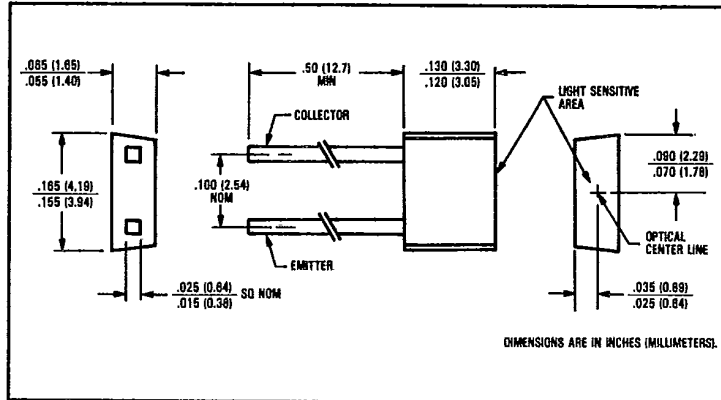 .085 (1.65)
.055 (1.40)
.50 (12.7)
MIN
.130 (3.30)
.120 (3.05)
LIGHT SENSITIVE
AREA
COLLECTOR
.165 (4.19)
.155 (3.94)
.100 (2.54)
NOM
.090 (2.29)
.070 (1.78)
EMITTER
OPTICAL
CENTER LINE
.025 (0.64)
.015 (0.38)
SQ NOM
.035 (0.89)
.025 (0.64)
DIMENSIONS ARE IN INCHES (MILLIMETERS).